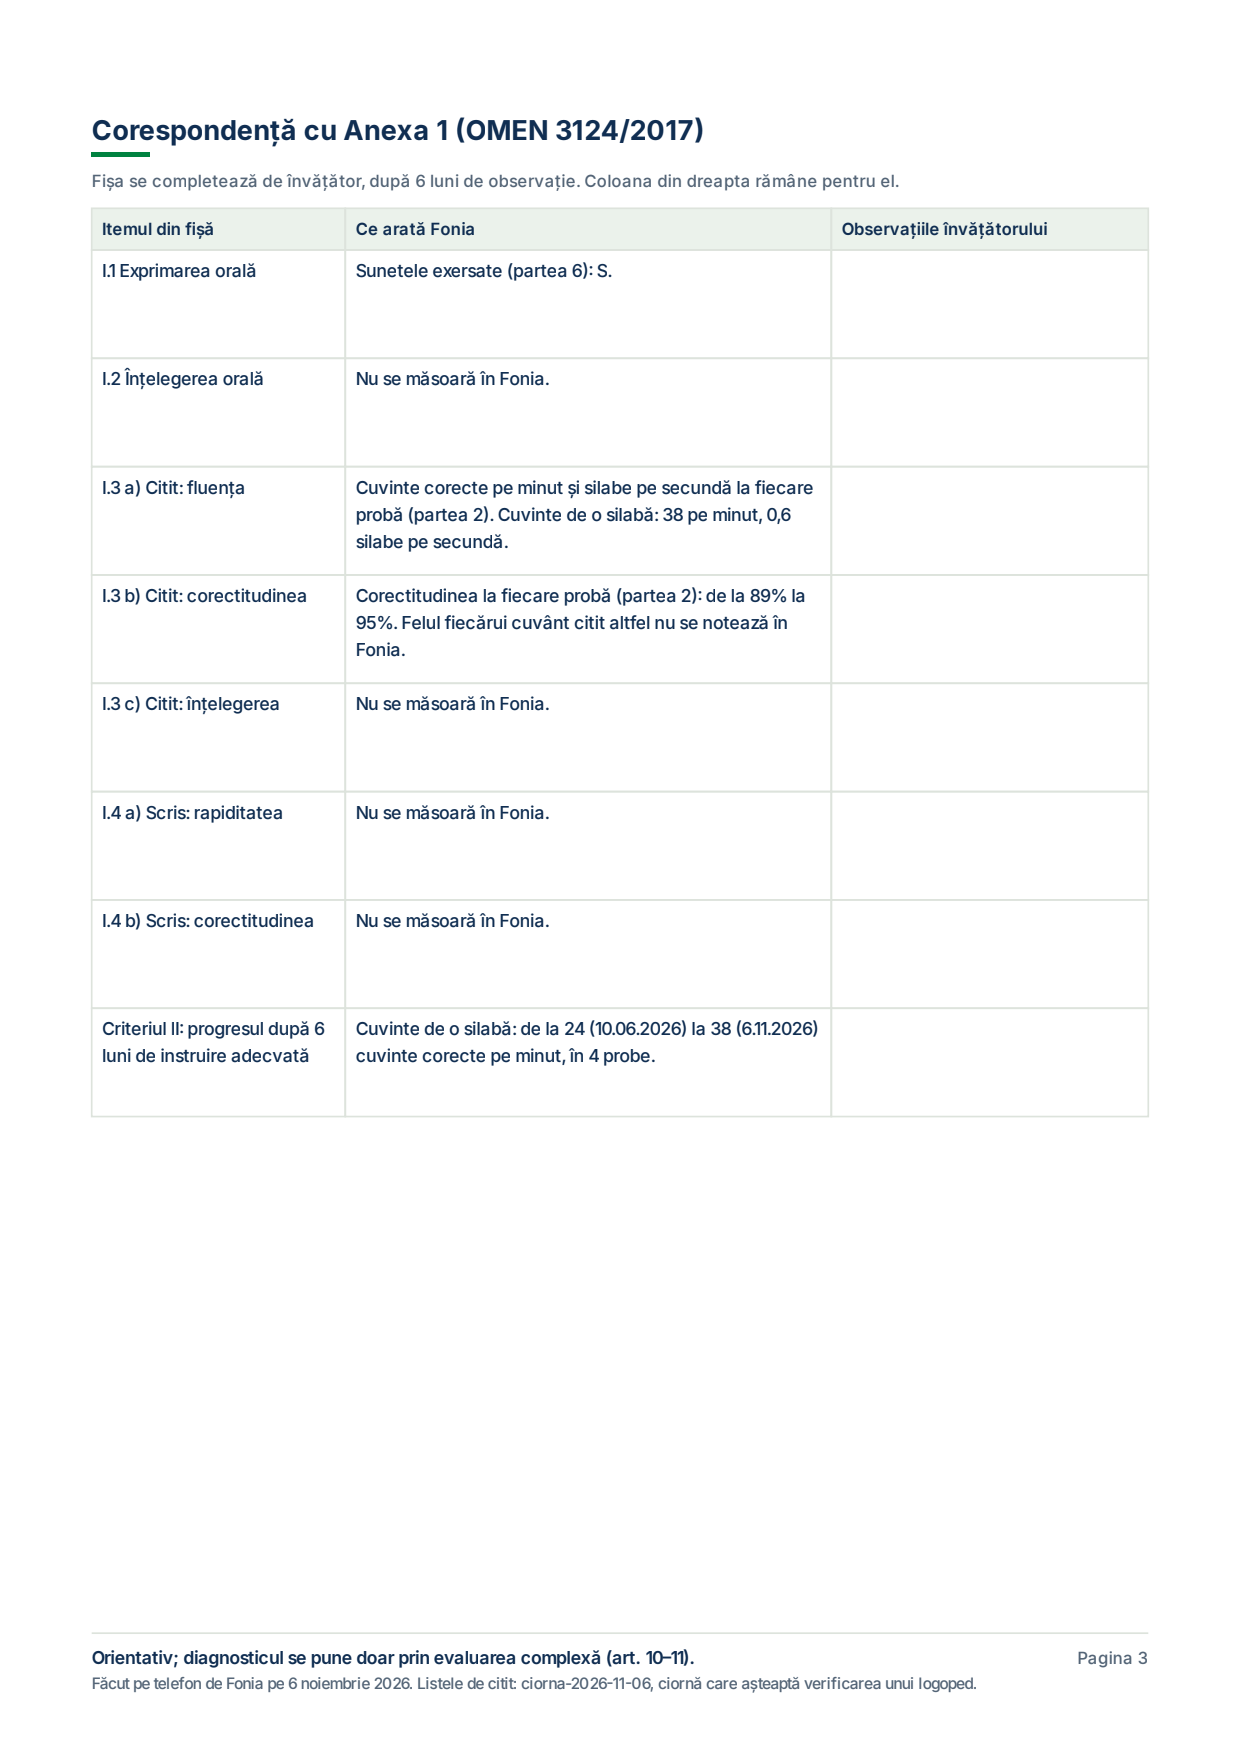 Corespondență cu Anexa 1 (OMEN 3124/2017)
Fișa se completează de învățător, după 6 luni de observație. Coloana din dreapta rămâne pentru el.
Itemul din fișă
Ce arată Fonia
Observațiile învățătorului
I.1 Exprimarea orală
Sunetele exersate (partea 6): S.
I.2 Înțelegerea orală
Nu se măsoară în Fonia.
I.3 a) Citit: fluența
Cuvinte corecte pe minut și silabe pe secundă la fiecare
probă (partea 2). Cuvinte de o silabă: 38 pe minut, 0,6
silabe pe secundă.
I.3 b) Citit: corectitudinea
Corectitudinea la fiecare probă (partea 2): de la 89% la
95%. Felul fiecărui cuvânt citit altfel nu se notează în
Fonia.
I.3 c) Citit: înțelegerea
Nu se măsoară în Fonia.
I.4 a) Scris: rapiditatea
Nu se măsoară în Fonia.
I.4 b) Scris: corectitudinea
Nu se măsoară în Fonia.
Criteriul II: progresul după 6
luni de instruire adecvată
Cuvinte de o silabă: de la 24 (10.06.2026) la 38 (6.11.2026)
cuvinte corecte pe minut, în 4 probe.
Orientativ; diagnosticul se pune doar prin evaluarea complexă (art. 10–11).
Pagina 3
Făcut pe telefon de Fonia pe 6 noiembrie 2026. Listele de citit: ciorna-2026-11-06, ciornă care așteaptă verificarea unui logoped.